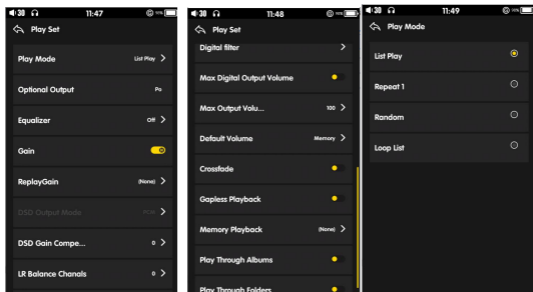 30
11:47
Play Set
Play Mode
List Play
Optional Output
Po
Equalizer
Off
Gain
ReplayGain
(None)
DSD Output Mode
DSD Gain Compe...
0
LR Balance Chanals
0
30
11:48
Play Set
Digital filter
Max Digital Output Volume
Max Output Volu...
100
Default Volume
Memory
Crossfade
Gapless Playback
Memory Playback
(None)
Play Through Albums
Play Through Folders
30
11:49
Play Mode
List Play
Repeat 1
Random
Loop List